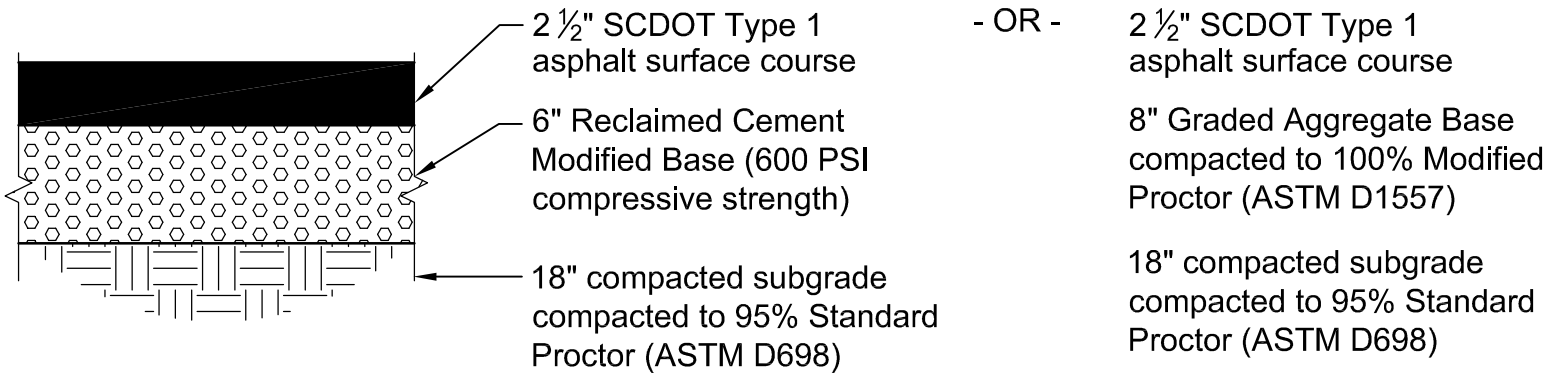 2 ½" SCDOT Type 1
asphalt surface course
6" Reclaimed Cement
Modified Base (600 PSI
compressive strength)
18" compacted subgrade
compacted to 95% Standard
Proctor (ASTM D698)
- OR -
2 ½" SCDOT Type 1
asphalt surface course
8" Graded Aggregate Base
compacted to 100% Modified
Proctor (ASTM D1557)
18" compacted subgrade
compacted to 95% Standard
Proctor (ASTM D698)